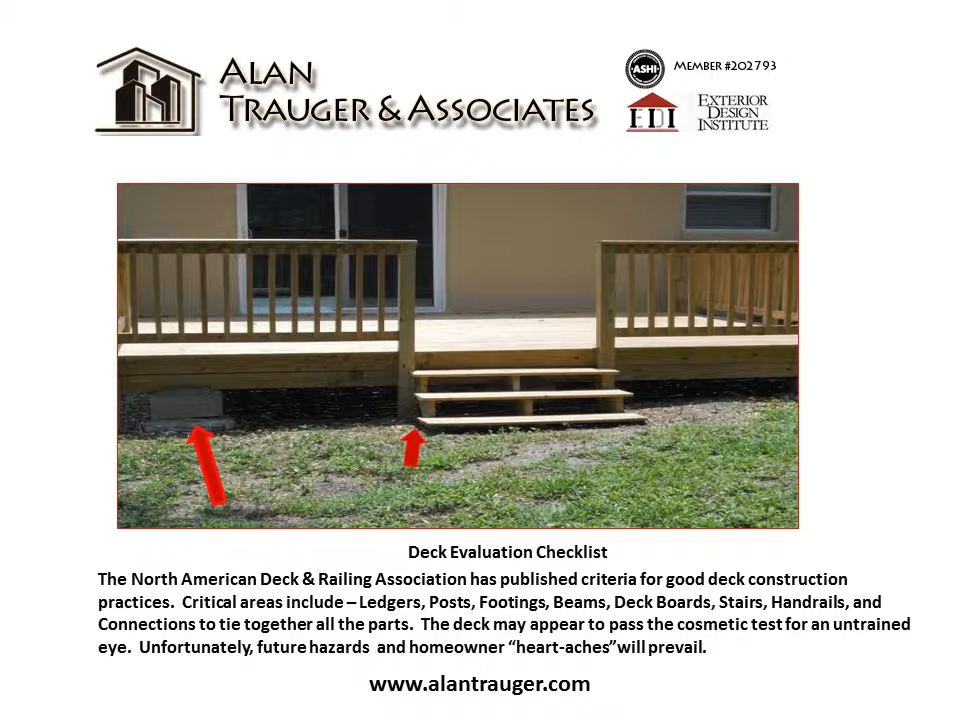 ALAN
TRAUGER & ASSOCIATES
ASHI
MEMBER #202793
EDI
EXTERIOR
DESIGN
INSTITUTE
Deck Evaluation Checklist
The North American Deck & Railing Association has published criteria for good deck construction
practices.  Critical areas include – Ledgers, Posts, Footings, Beams, Deck Boards, Stairs, Handrails, and
Connections to tie together all the parts.  The deck may appear to pass the cosmetic test for an untrained
eye.  Unfortunately, future hazards  and homeowner “heart-aches”will prevail.
www.alantrauger.com